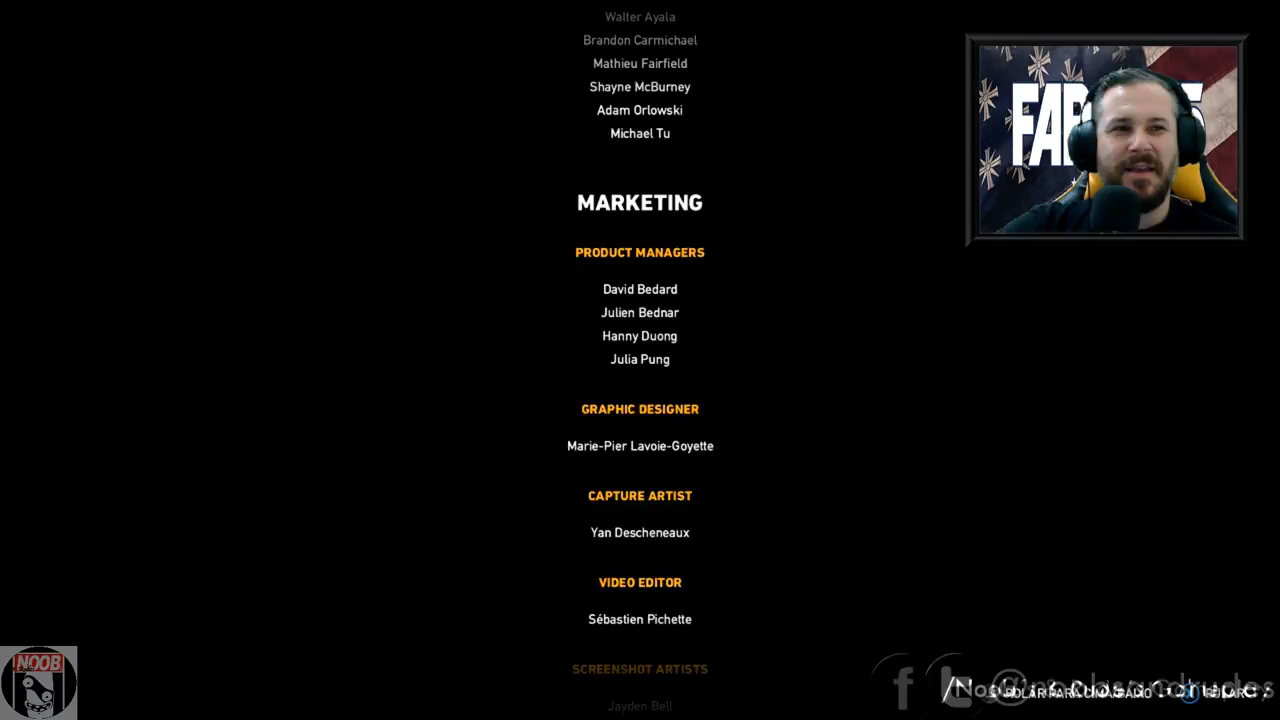 Walter Ayala
Brandon Carmichael
Mathieu Fairfield
Shayne McBurney
Adam Orlowski
Michael Tu
MARKETING
PRODUCT MANAGERS
David Bedard
Julien Bednar
Hanny Duong
Julia Pung
GRAPHIC DESIGNER
Marie-Pier Lavoie-Goyette
CAPTURE ARTIST
Yan Descheneaux
VIDEO EDITOR
Sébastien Pichette
SCREENSHOT ARTISTS
Jayden Bell
FAR
5
NOOB